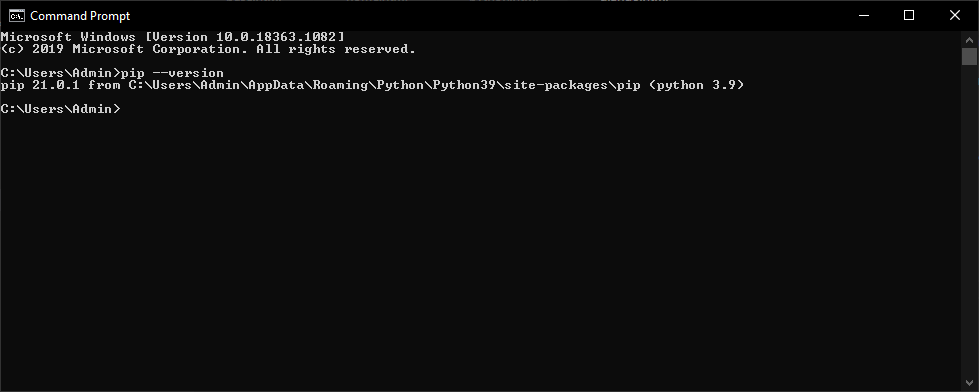 Command Prompt
Microsoft Windows [Version 10.0.18363.1082]
(c) 2019 Microsoft Corporation. All rights reserved.
C:\Users\Admin>pip --version
pip 21.0.1 from C:\Users\Admin\AppData\Roaming\Python\Python39\site-packages\pip (python 3.9)
C:\Users\Admin>